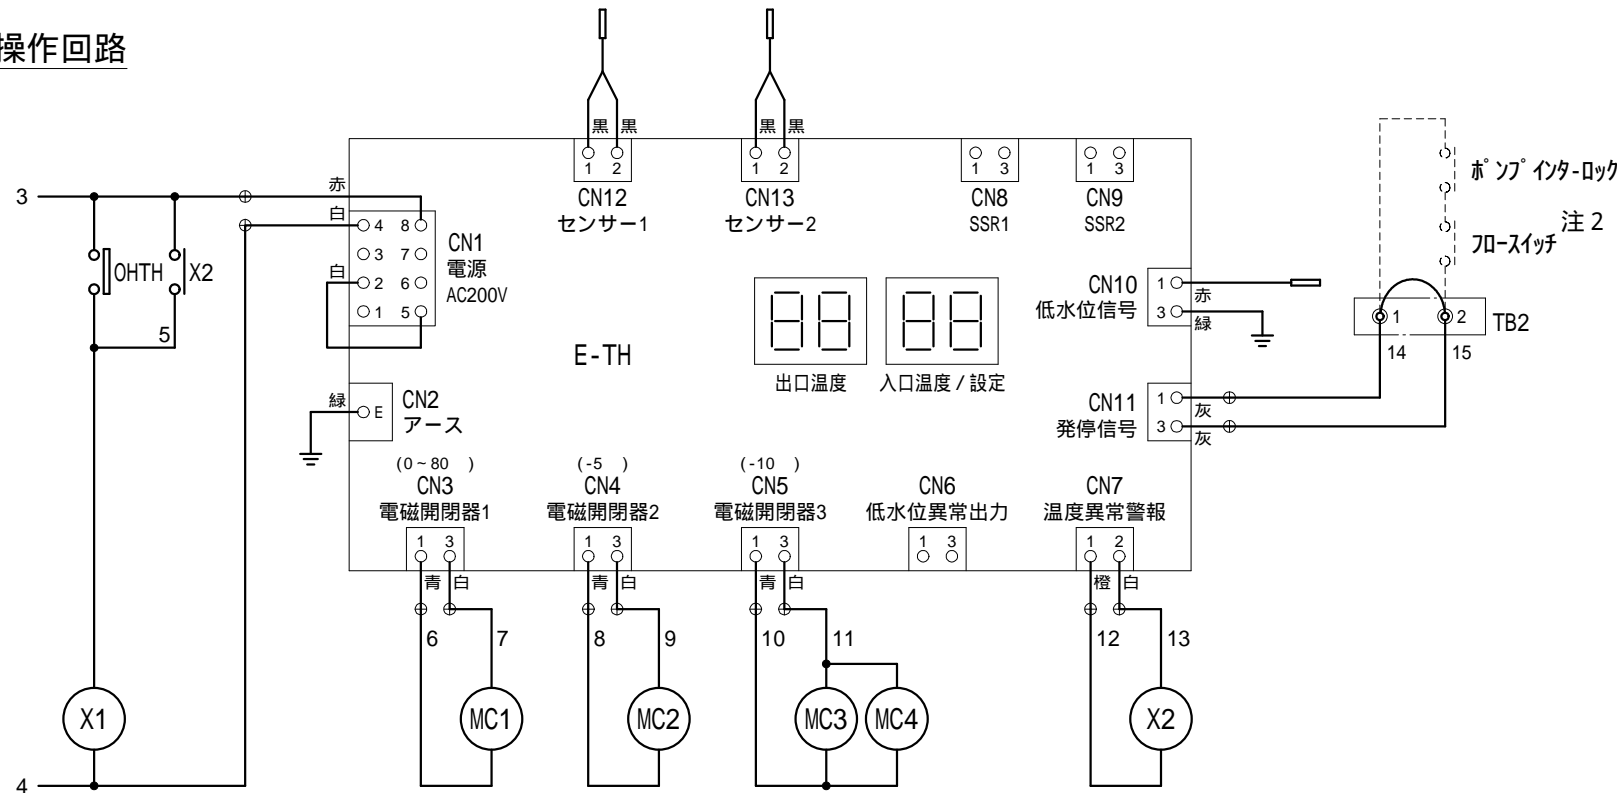 操作回路
黒 黒
黒 黒
1 2
CN12
センサー1
1 2
CN13
センサー2
1 3
CN8
SSR1
1 3
CN9
SSR2
3
赤
白
4 8
3 7
白
2 6
1 5
CN1
電源
AC200V
OHTH
X2
5
緑
E
CN2
アース
E-TH
出口温度
入口温度 / 設定
CN10
低水位信号
1
赤
3
緑
CN11
発停信号
1
灰
3
灰
ポンプインターロック
フロースイッチ
注 2
1
2
TB2
14
15
(0~80 )
CN3
電磁開閉器1
1 3
青 白
6
7
MC1
(-5 )
CN4
電磁開閉器2
1 3
青 白
8
9
MC2
(-10 )
CN5
電磁開閉器3
1 3
青 白
10
11
MC3
MC4
CN6
低水位異常出力
1 3
CN7
温度異常警報
1 2
橙 白
12
13
X2
X1
4